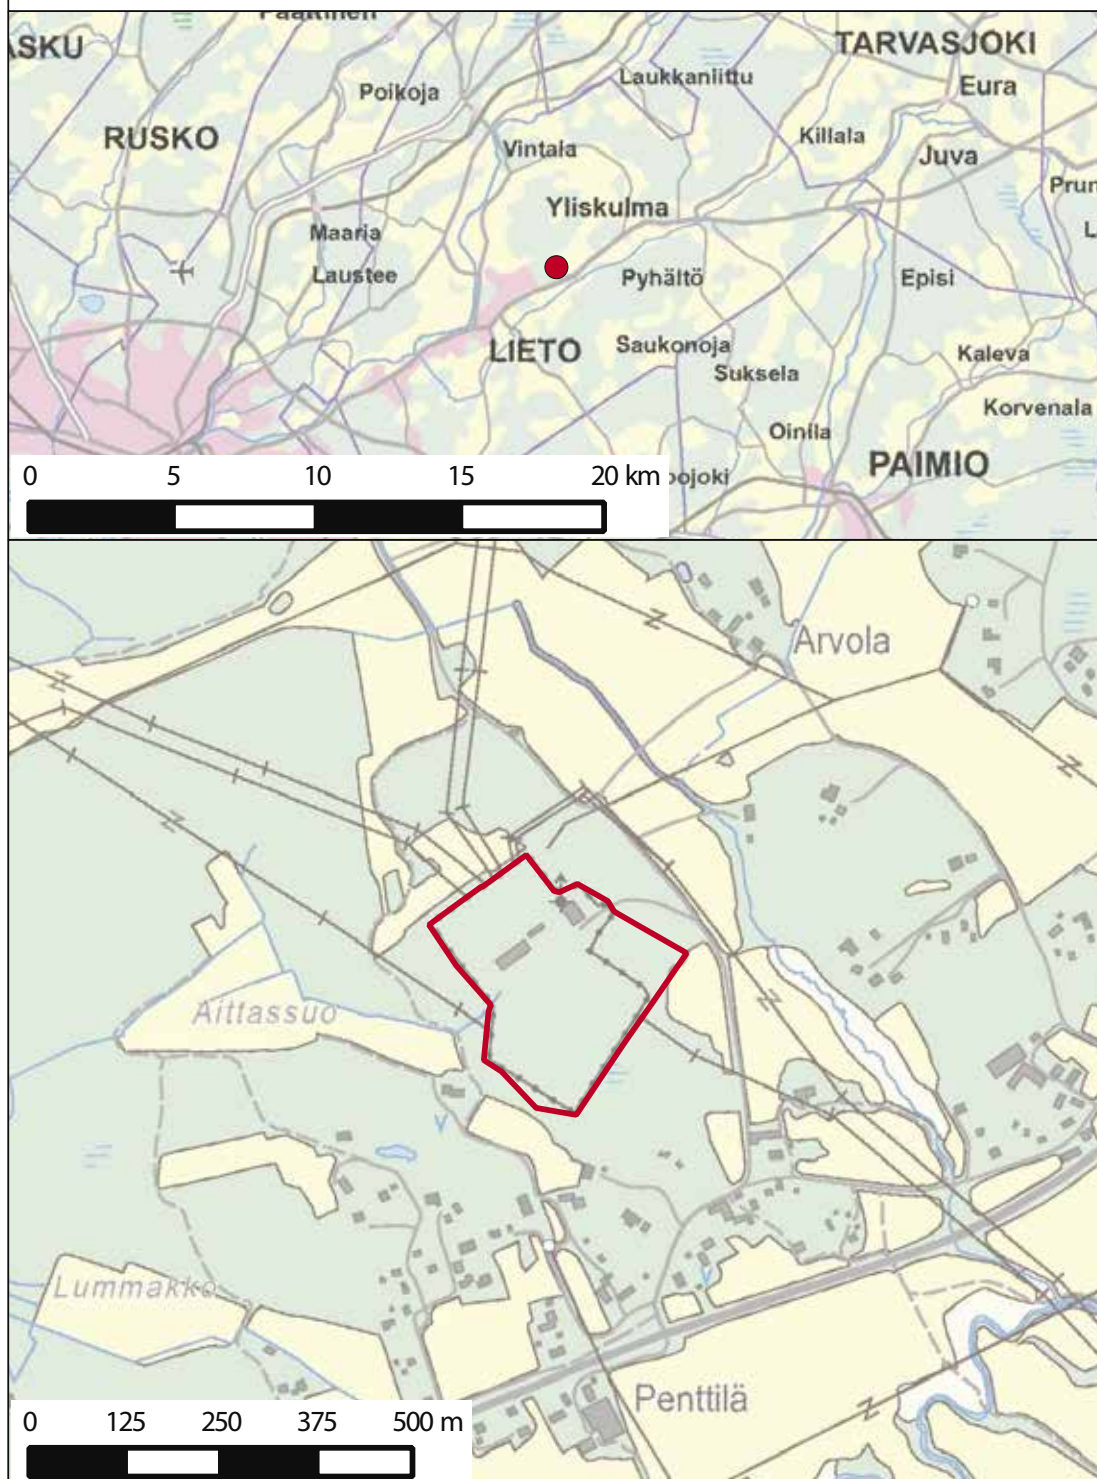 ASKU
TARVASJOKI
Laukkaniittu
Eura
Poikoja
RUSKO
Killala
Vintala
Juva
Yliskulma
Maaria
Laustee
Pyhältö
Episi
LIETO
Saukonoja
Kaleva
Suksela
Korvenala
Oinila
PAIMIO
0 5 10 15 20 km
Arvola
Aittassuo
Lummakko
Penttilä
0 125 250 375 500 m